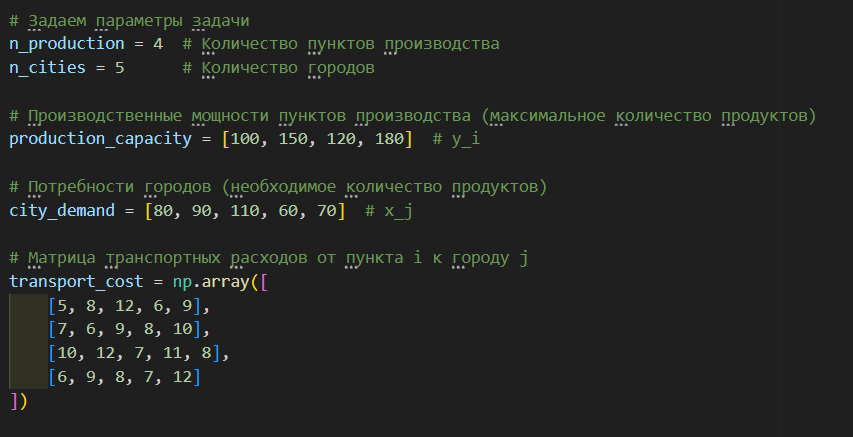 # Задаем параметры задачи
n_production = 4  # Количество пунктов производства
n_cities = 5      # Количество городов
# Производственные мощности пунктов производства (максимальное количество продуктов)
production_capacity = [100, 150, 120, 180]  # y_i
# Потребности городов (необходимое количество продуктов)
city_demand = [80, 90, 110, 60, 70]  # x_j
# Матрица транспортных расходов от пункта i к городу j
transport_cost = np.array([
    [5, 8, 12, 6, 9],
    [7, 6, 9, 8, 10],
    [10, 12, 7, 11, 8],
    [6, 9, 8, 7, 12]
])